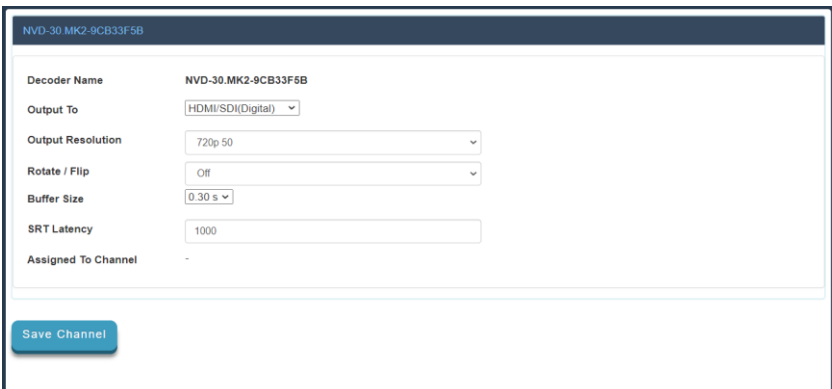 NVD-30.MK2-9CB33F5B
Decoder Name NVD-30.MK2-9CB33F5B
Output To HDMI/SDI(Digital)
Output Resolution 720p 50
Rotate / Flip Off
Buffer Size 0.30 s
SRT Latency 1000
Assigned To Channel -
Save Channel